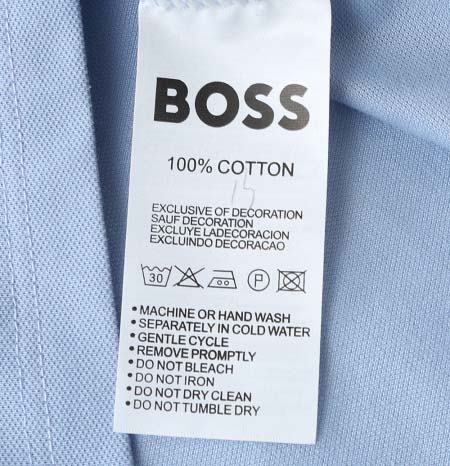 BOSS
100% COTTON
15
EXCLUSIVE OF DECORATION
SAUF DECORATION
EXCLUYE LADECORACION
EXCLUINDO DECORACAO
30 P
• MACHINE OR HAND WASH
• SEPARATELY IN COLD WATER
• GENTLE CYCLE
• REMOVE PROMPTLY
• DO NOT BLEACH
• DO NOT IRON
• DO NOT DRY CLEAN
• DO NOT TUMBLE DRY